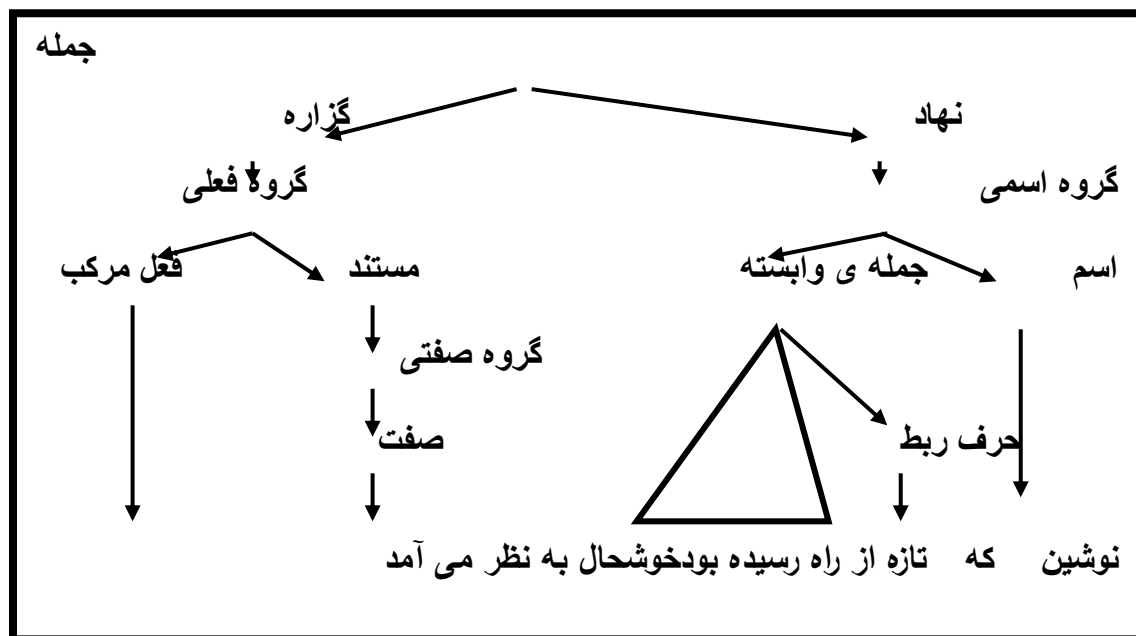 جمله
نهاد گزاره
گروه اسمی گروه فعلی
اسم جمله ی وابسته مستند فعل مرکب
گروه صفتی
حرف ربط صفت
نوشین که تازه از راه رسیده بودخوشحال به نظر می آمد